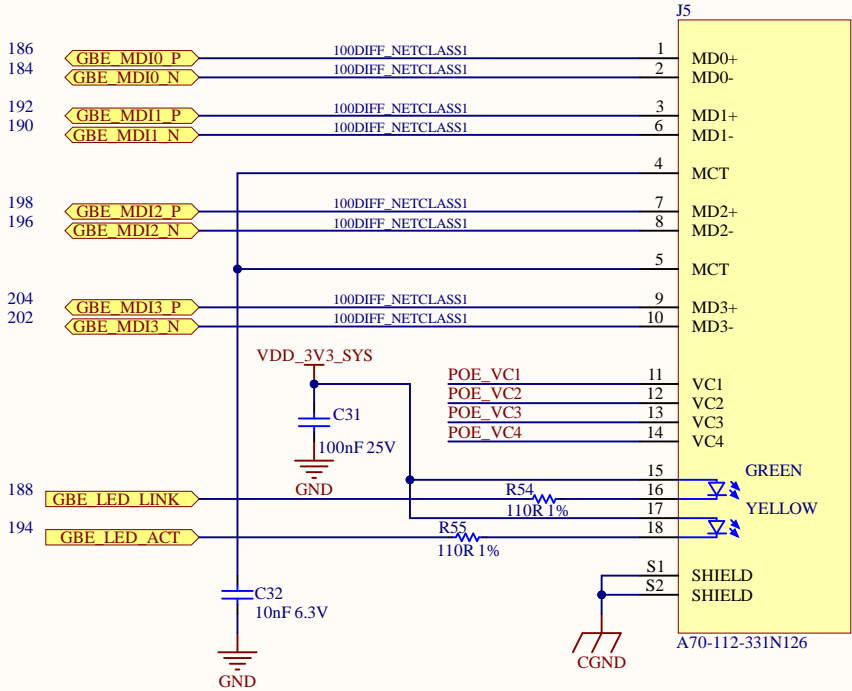 J5
186 GBE_MDI0_P 100DIFF_NETCLASS1 1 MD0+
184 GBE_MDI0_N 100DIFF_NETCLASS1 2 MD0-
192 GBE_MDI1_P 100DIFF_NETCLASS1 3 MD1+
190 GBE_MDI1_N 100DIFF_NETCLASS1 6 MD1-
4 MCT
198 GBE_MDI2_P 100DIFF_NETCLASS1 7 MD2+
196 GBE_MDI2_N 100DIFF_NETCLASS1 8 MD2-
5 MCT
204 GBE_MDI3_P 100DIFF_NETCLASS1 9 MD3+
202 GBE_MDI3_N 100DIFF_NETCLASS1 10 MD3-
VDD_3V3_SYS
POE_VC1 11 VC1
POE_VC2 12 VC2
C31
POE_VC3 13 VC3
POE_VC4 14 VC4
100nF 25V
GND
15 GREEN
188 GBE_LED_LINK R54 16
110R 1%
17 YELLOW
194 GBE_LED_ACT R55 18
110R 1%
S1 SHIELD
C32 S2 SHIELD
10nF 6.3V
A70-112-331N126
CGND
GND